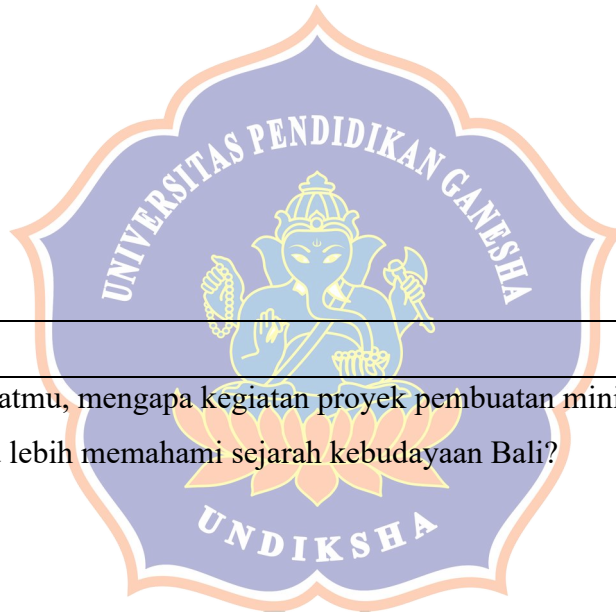 UNIVERSITAS PENDIDIKAN GANESHA
atmu, mengapa kegiatan proyek pembuatan mini
lebih memahami sejarah kebudayaan Bali?
UNDIKSHA